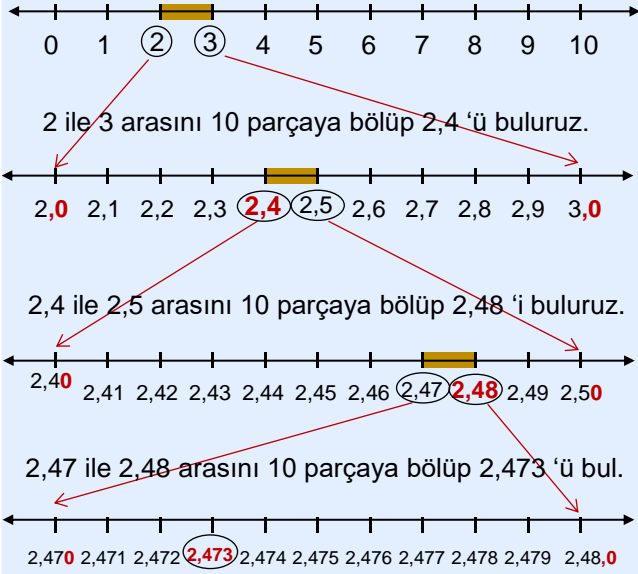 0 1 2 3 4 5 6 7 8 9 10
2 ile 3 arasını 10 parçaya bölüp 2,4 ‘ü buluruz.
2,0 2,1 2,2 2,3 2,4 2,5 2,6 2,7 2,8 2,9 3,0
2,4 ile 2,5 arasını 10 parçaya bölüp 2,48 ‘i buluruz.
2,40 2,41 2,42 2,43 2,44 2,45 2,46 2,47 2,48 2,49 2,50
2,47 ile 2,48 arasını 10 parçaya bölüp 2,473 ‘ü bul.
2,470 2,471 2,472 2,473 2,474 2,475 2,476 2,477 2,478 2,479 2,48,0